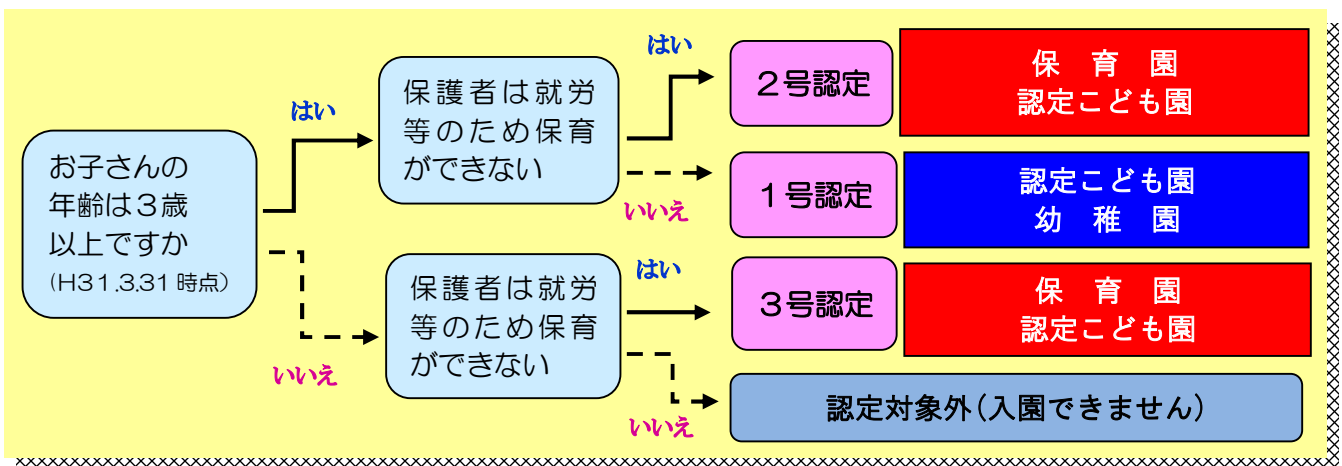 お子さんの
年齢は３歳
以上ですか
(H31.3.31 時点)
はい
保護者は就労
等のため保育
ができない
はい
２号認定
保　育　園
認定こども園
いいえ
１号認定
認定こども園
幼　稚　園
いいえ
保護者は就労
等のため保育
ができない
はい
３号認定
保　育　園
認定こども園
いいえ
認定対象外(入園できません)